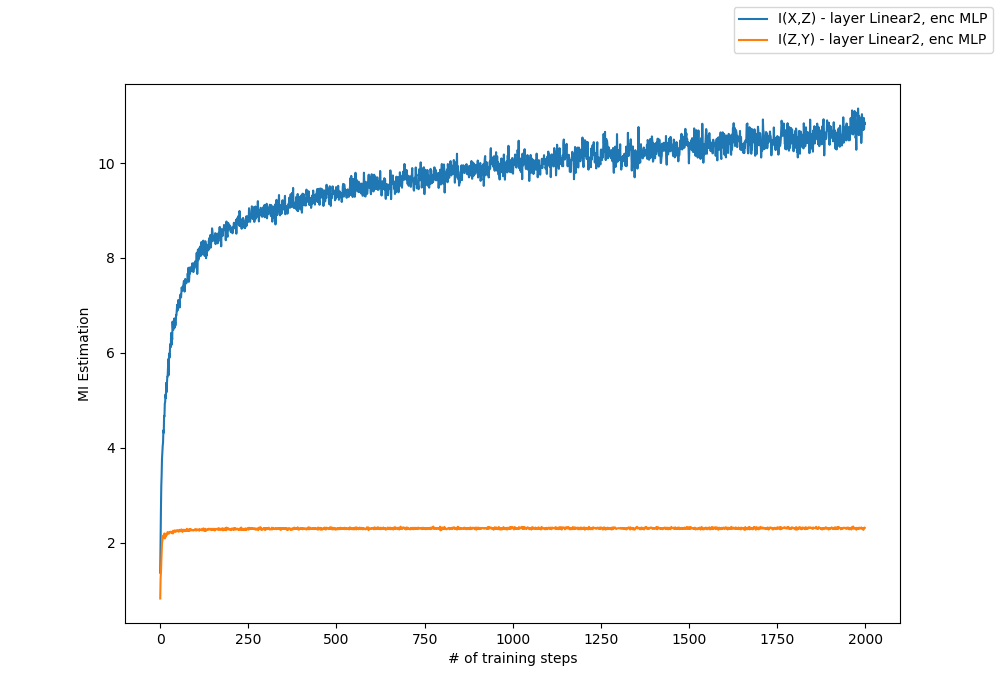 I(X,Z) - layer Linear2, enc MLP
I(Z,Y) - layer Linear2, enc MLP
10
8
6
4
2
MI Estimation
0 250 500 750 1000 1250 1500 1750 2000
# of training steps